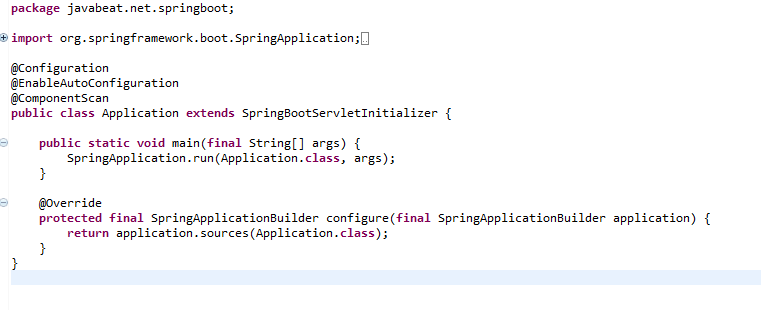 package javabeat.net.springboot;
import org.springframework.boot.SpringApplication;
@Configuration
@EnableAutoConfiguration
@ComponentScan
public class Application extends SpringBootServletInitializer {
public static void main(final String[] args) {
SpringApplication.run(Application.class, args);
}
@Override
protected final SpringApplicationBuilder configure(final SpringApplicationBuilder application) {
return application.sources(Application.class);
}
}